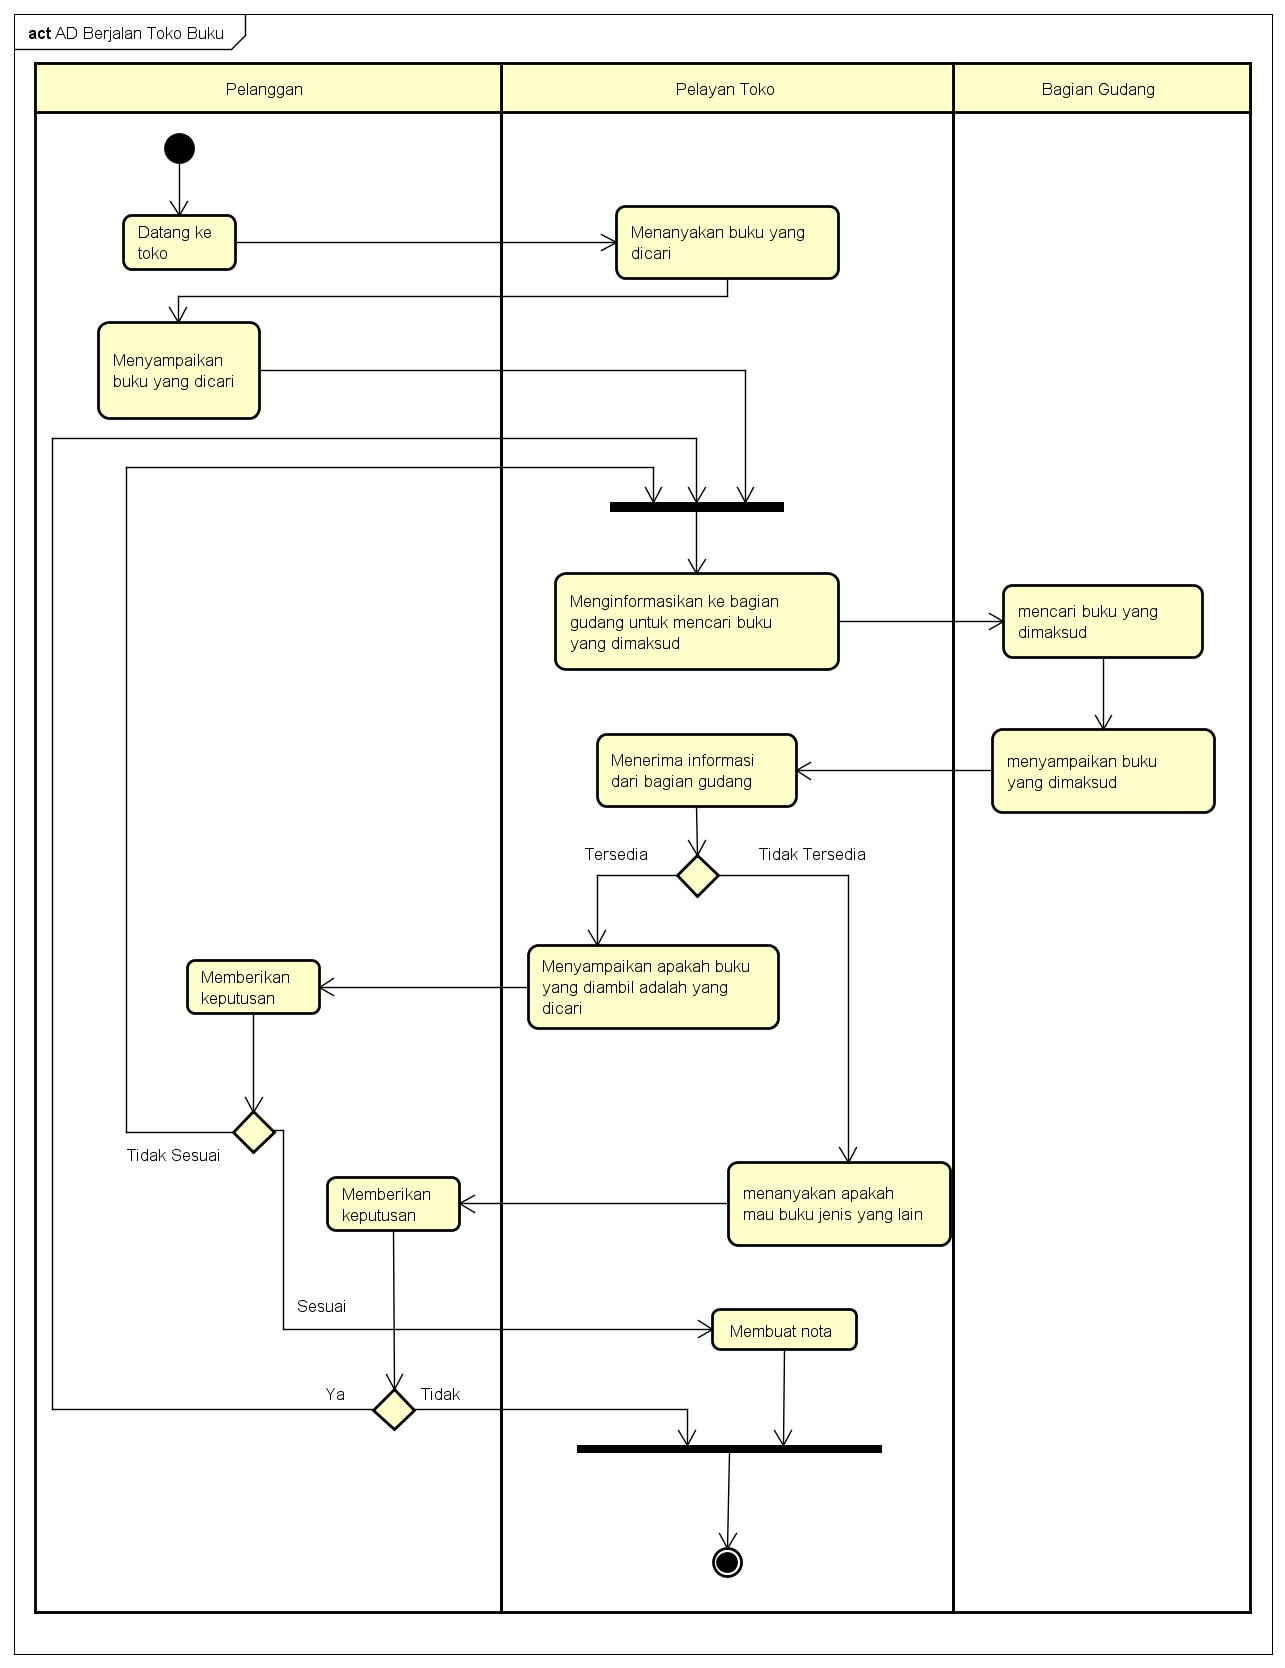 act AD Berjalan Toko Buku
Pelanggan
Pelayan Toko
Bagian Gudang
Datang ke
toko
Menanyakan buku yang
dicari
Menyampaikan
buku yang dicari
Menginformasikan ke bagian
gudang untuk mencari buku
yang dimaksud
mencari buku yang
dimaksud
Menerima informasi
dari bagian gudang
menyampaikan buku
yang dimaksud
Tersedia
Tidak Tersedia
Memberikan
keputusan
Menyampaikan apakah buku
yang diambil adalah yang
dicari
Tidak Sesuai
Memberikan
keputusan
menanyakan apakah
mau buku jenis yang lain
Sesuai
Membuat nota
Ya
Tidak